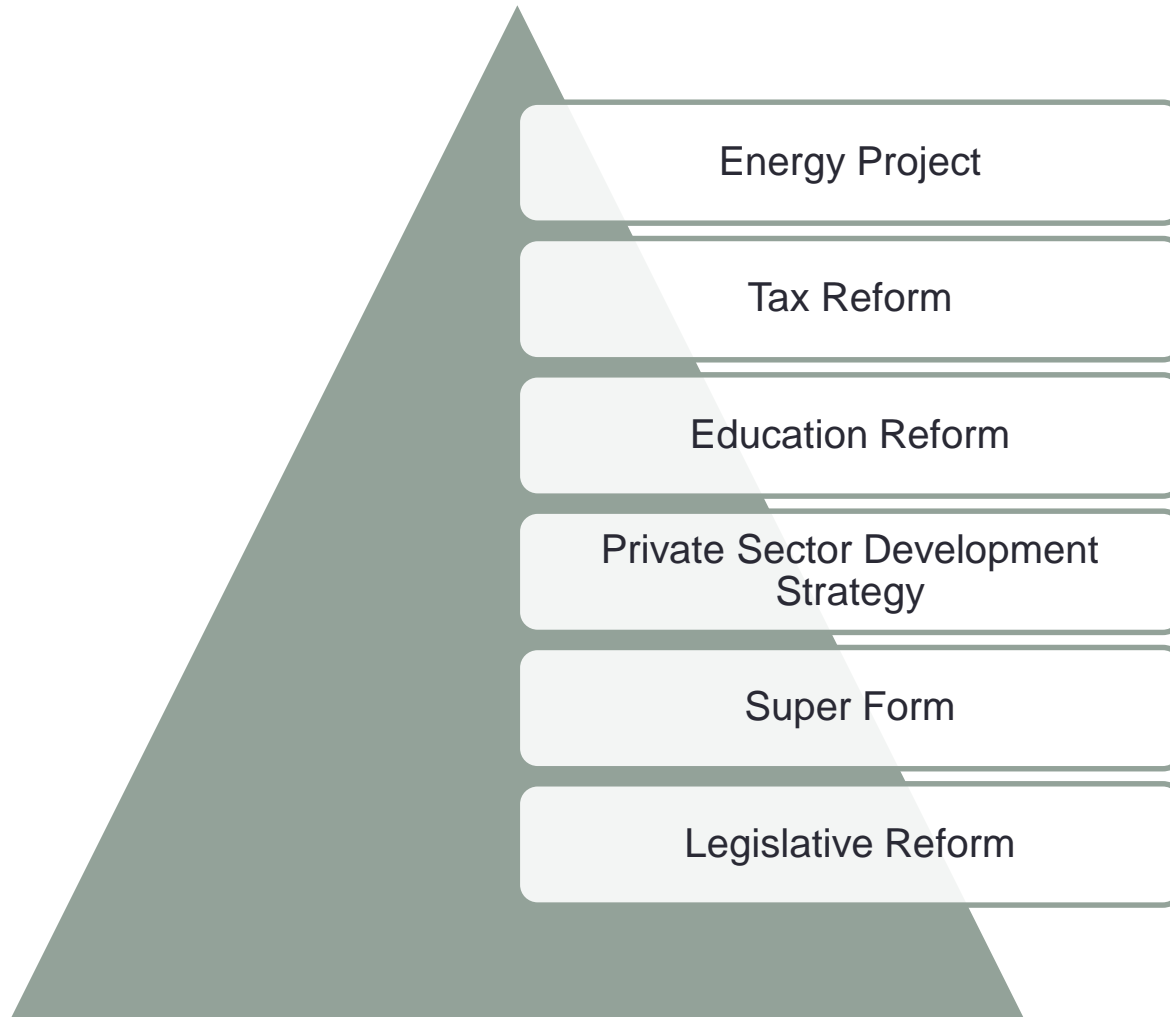 Energy Project
Tax Reform
Education Reform
Private Sector Development
Strategy
Super Form
Legislative Reform